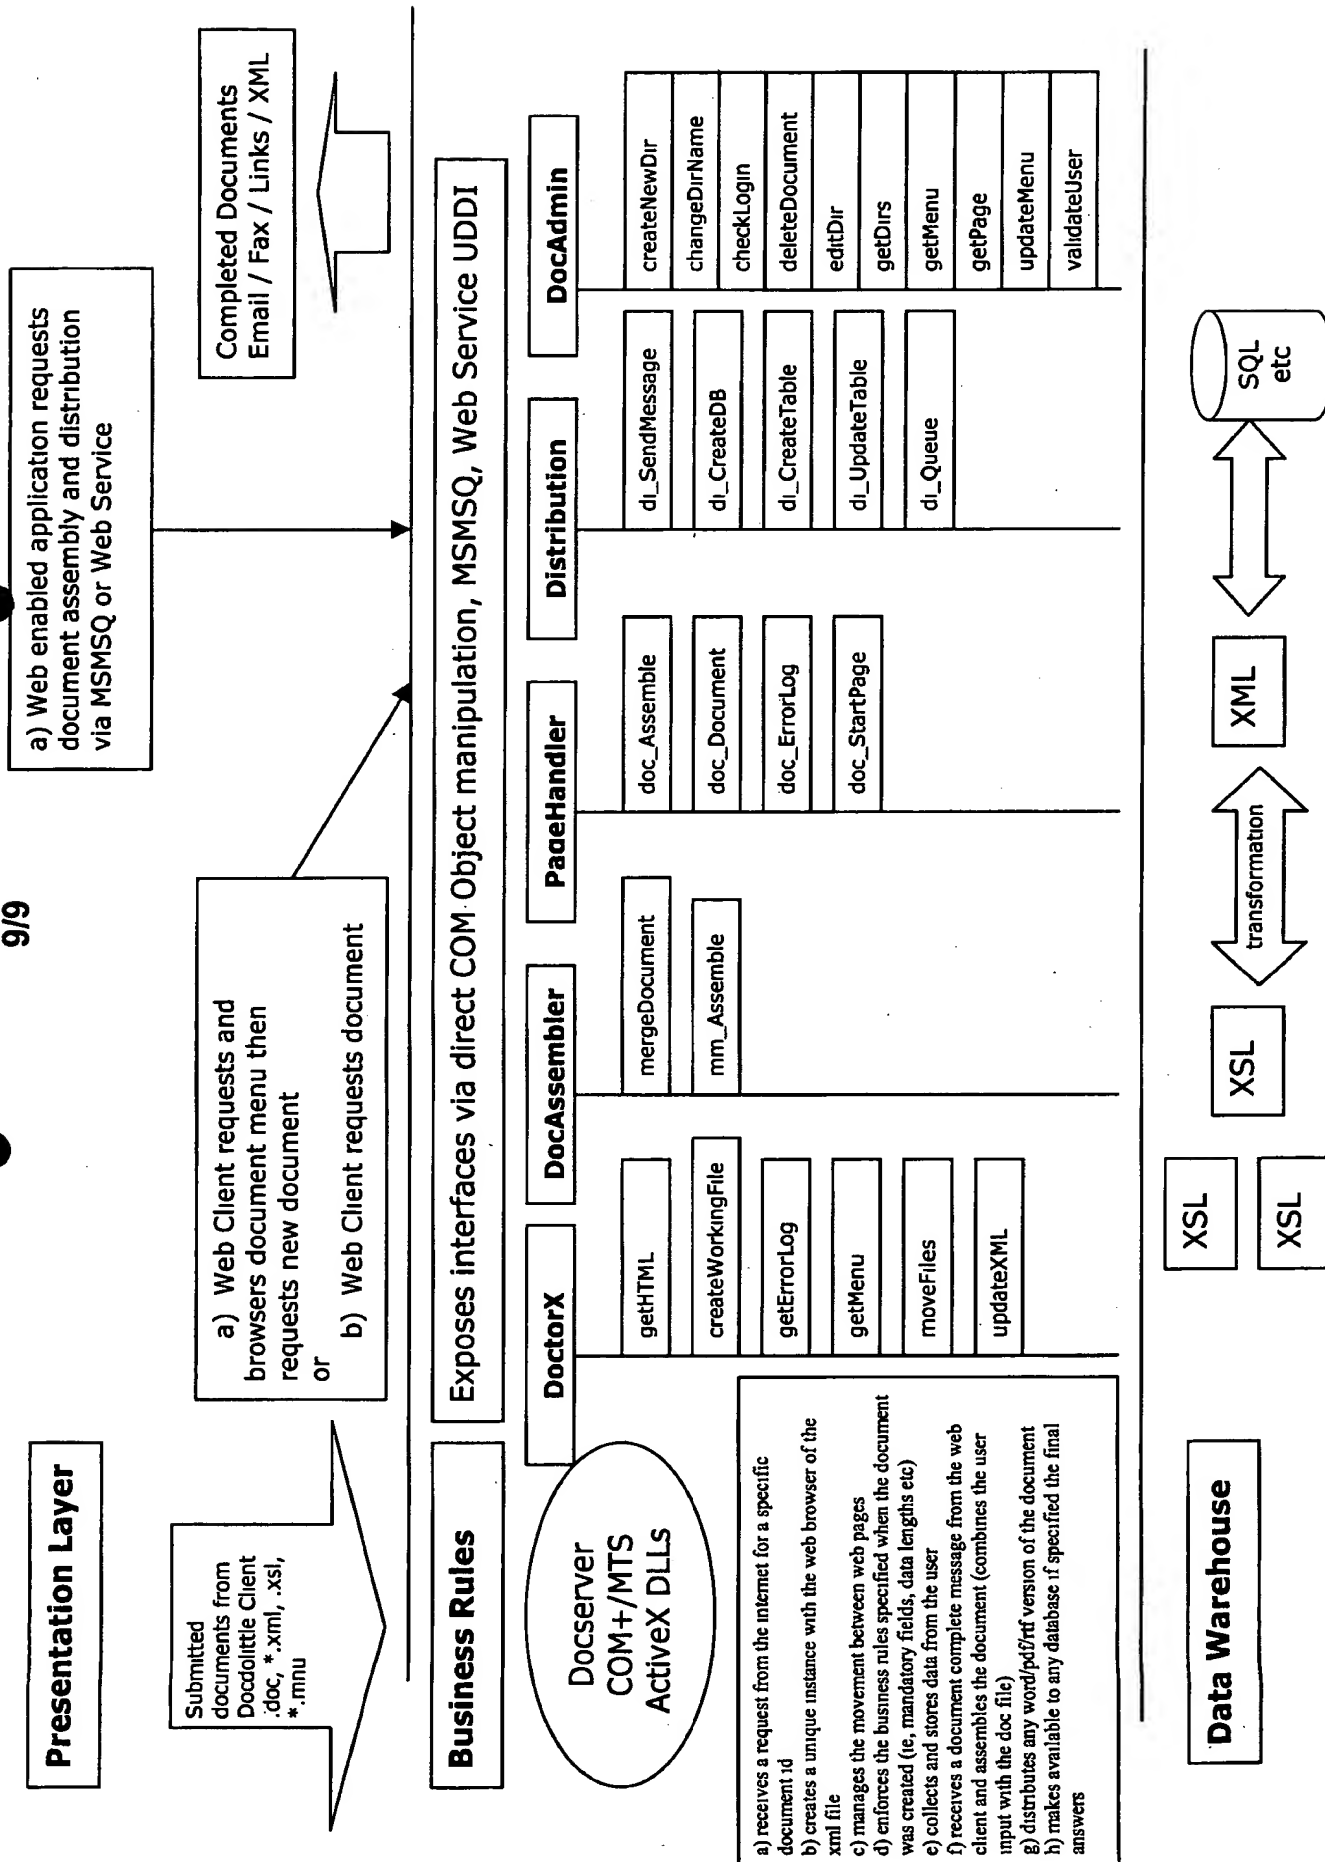 9/9
Presentation Layer
Submitted
documents from
Docdolittle Client
.doc, *.xml, .xsl,
*.mnu
a) Web Client requests and
browsers document menu then
requests new document
or
b) Web Client requests document
a) Web enabled application requests
document assembly and distribution
via MSMSQ or Web Service
Completed Documents
Email / Fax / Links / XML
Business Rules
Exposes interfaces via direct COM Object manipulation, MSMSQ, Web Service UDDI
Docserver
COM+/MTS
ActiveX DLLs
a) receives a request from the internet for a specific
document id
b) creates a unique instance with the web browser of the
xml file
c) manages the movement between web pages
d) enforces the business rules specified when the document
was created (ie, mandatory fields, data lengths etc)
e) collects and stores data from the user
f) receives a document complete message from the web
client and assembles the document (combines the user
input with the doc file)
g) distributes any word/pdf/rtf version of the document
h) makes available to any database if specified the final
answers
DoctorX
getHTML
createWorkingFile
getErrorLog
getMenu
moveFiles
updateXML
DocAssembler
mergeDocument
mm_Assemble
PageHandler
doc_Assemble
doc_Document
doc_ErrorLog
doc_StartPage
Distribution
di_SendMessage
di_CreateDB
di_CreateTable
di_UpdateTable
di_Queue
DocAdmin
createNewDir
changeDirName
checkLogin
deleteDocument
editDir
getDirs
getMenu
getPage
updateMenu
validateUser
Data Warehouse
XSL
XSL
XSL
transformation
XML
SQL
etc